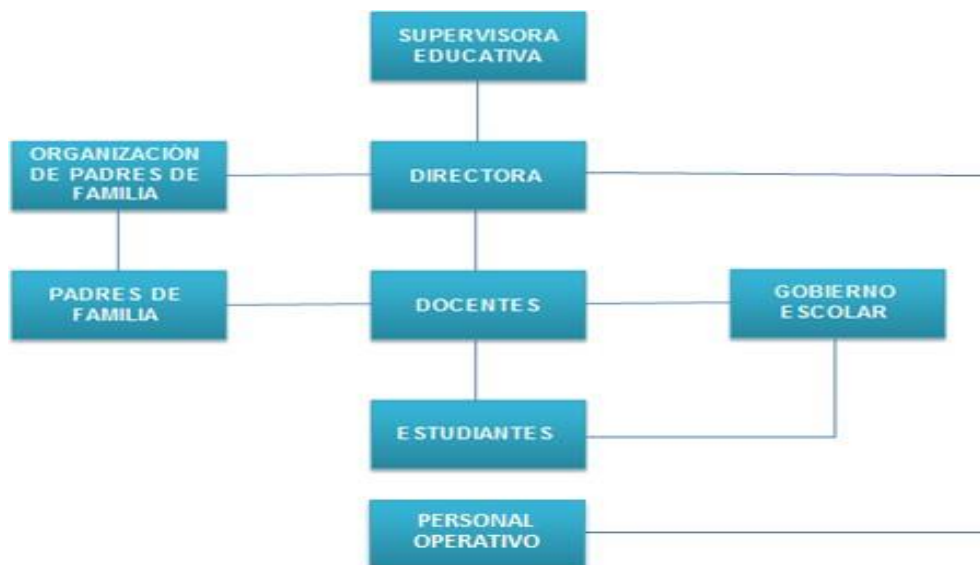 SUPERVISORA
EDUCATIVA
ORGANIZACIÓN
DE PADRES DE
FAMILIA
DIRECTORA
PADRES DE
FAMILIA
DOCENTES
GOBIERNO
ESCOLAR
ESTUDIANTES
PERSONAL
OPERATIVO